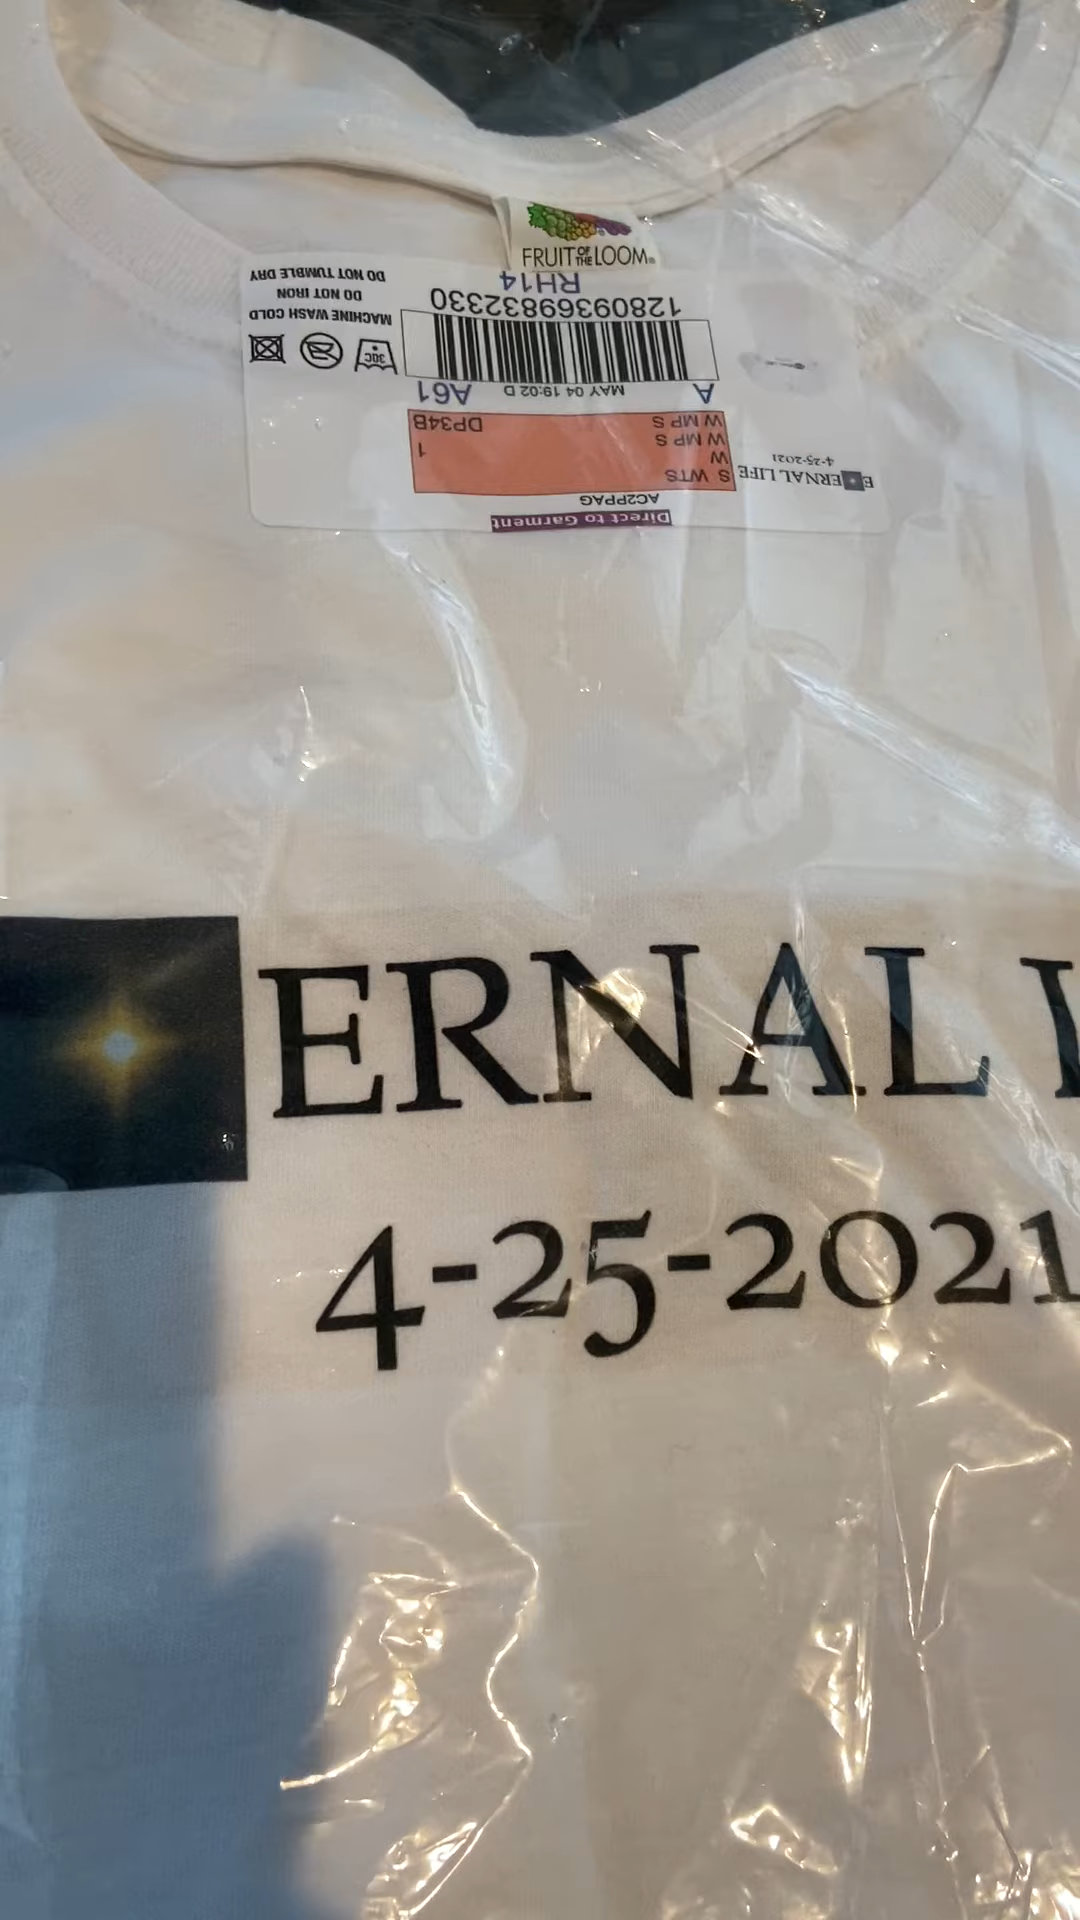 FRUIT OF THE LOOM®
Direct to Garment
AC2PPAG
S WTS
W
W MP S 1
W MP S DP34B
E ERNAL LIFE
4-25-2021
A MAY 04 19:02 D A61
12809369832330
RH14
30C
MACHINE WASH COLD
DO NOT IRON
DO NOT TUMBLE DRY
ERNAL
4-25-2021